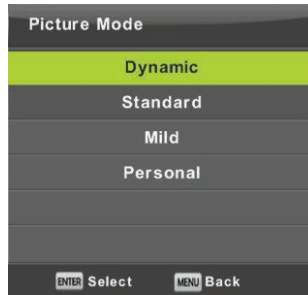 Picture Mode
Dynamic
Standard
Mild
Personal
ENTER Select MENU Back